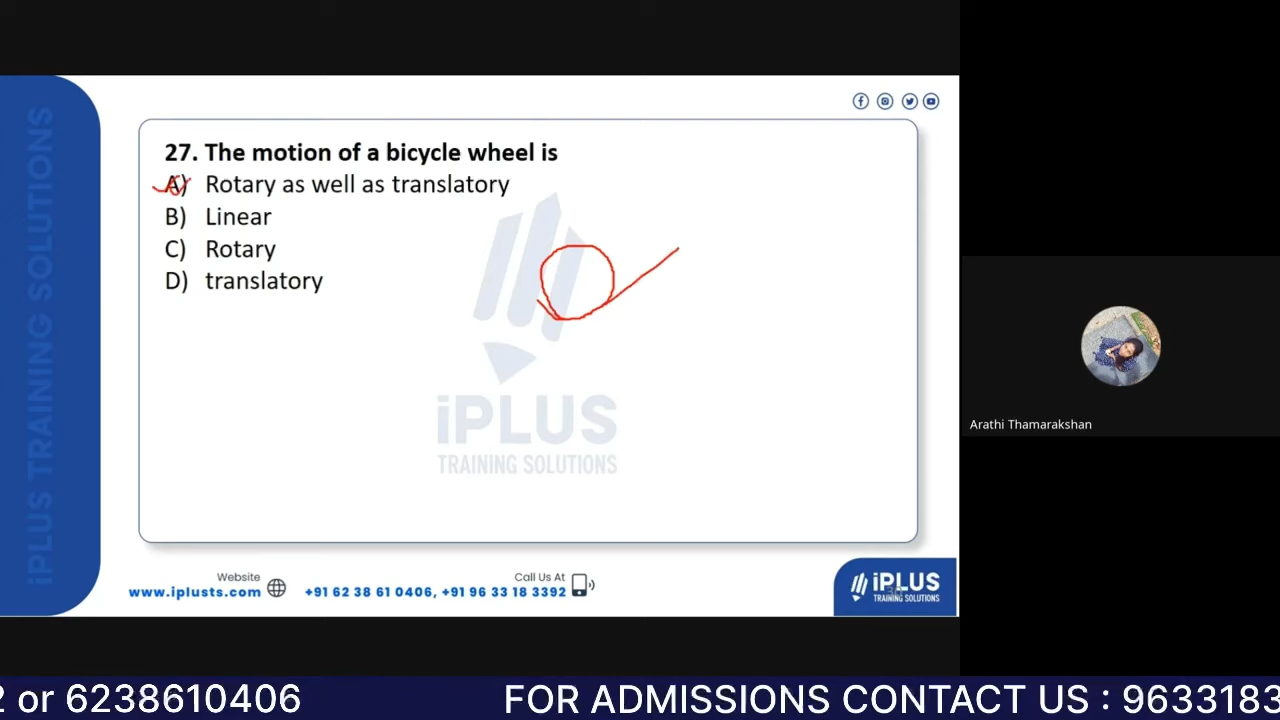 27. The motion of a bicycle wheel is
A) Rotary as well as translatory
B) Linear
C) Rotary
D) translatory
iPLUS
TRAINING SOLUTIONS
iPLUS TRAINING SOLUTIONS
Arathi Thamarakshan
Website
www.iplusts.com
Call Us At
+91 62 38 61 0406, +91 96 33 18 3392
iPLUS
TRAINING SOLUTIONS
2 or 6238610406 FOR ADMISSIONS CONTACT US : 9633183